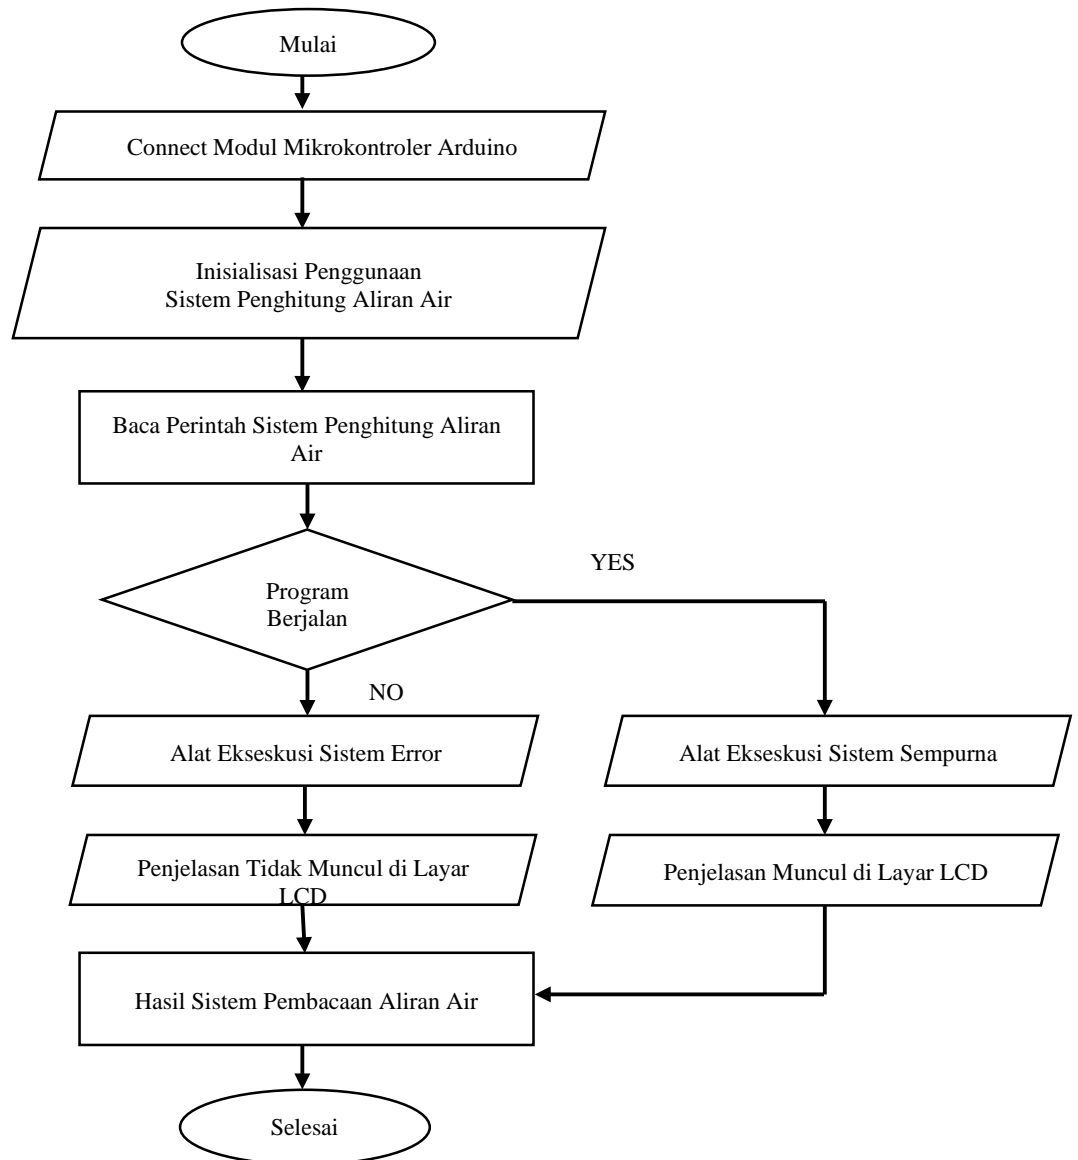 Mulai
Connect Modul Mikrokontroler Arduino
Inisialisasi Penggunaan
Sistem Penghitung Aliran Air
Baca Perintah Sistem Penghitung Aliran
Air
Program
Berjalan
YES
NO
Alat Ekseskusi Sistem Error
Alat Ekseskusi Sistem Sempurna
Penjelasan Tidak Muncul di Layar
LCD
Penjelasan Muncul di Layar LCD
Hasil Sistem Pembacaan Aliran Air
Selesai